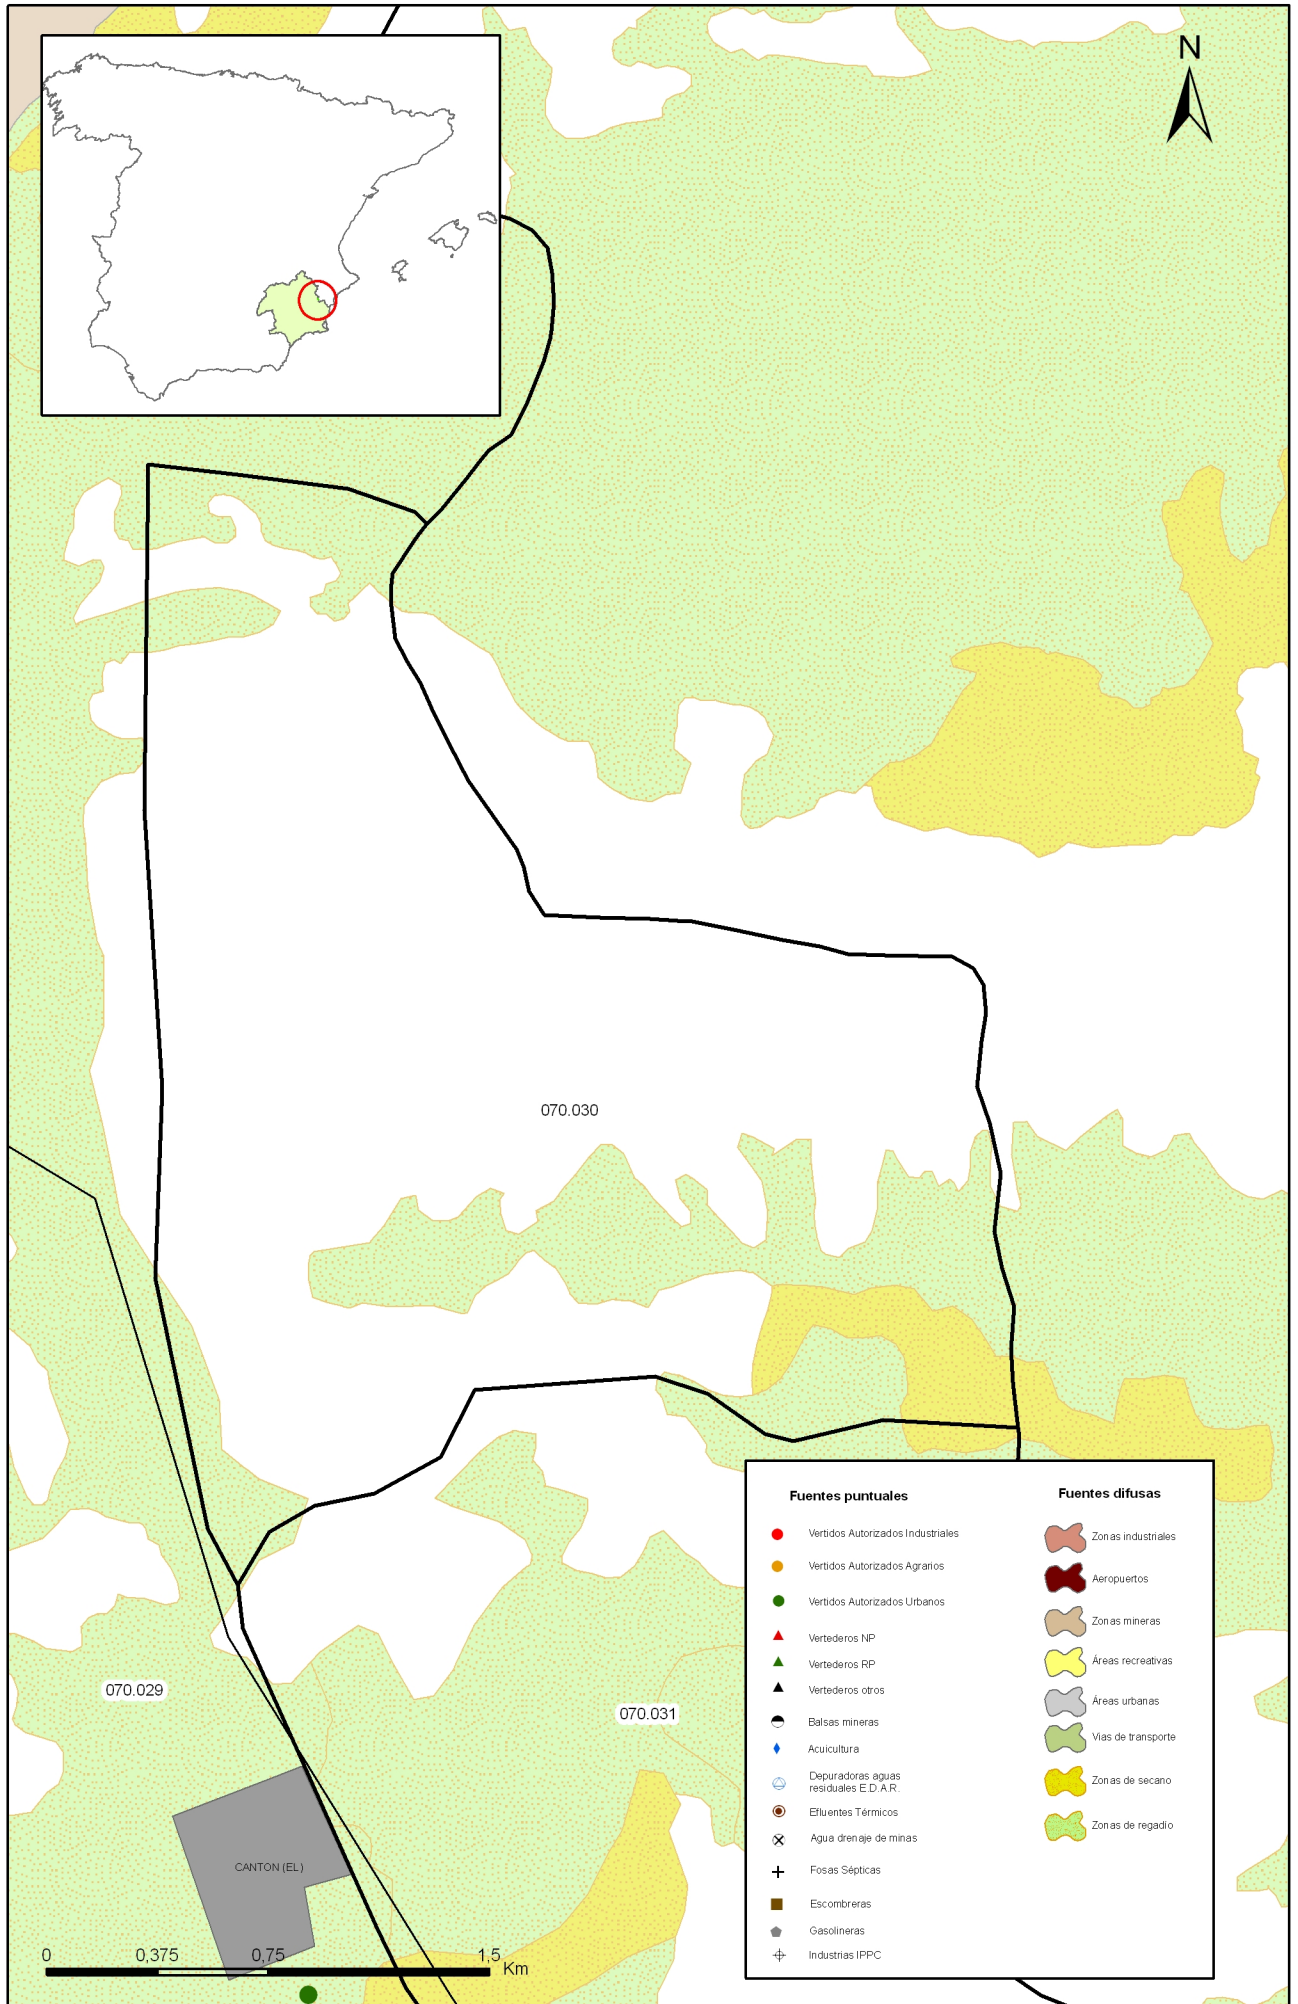 N
070.030
070.029
070.031
CANTON (EL)
0 0,375 0,75 1,5
Km
Fuentes puntuales
Vertidos Autorizados Industriales
Vertidos Autorizados Agrarios
Vertidos Autorizados Urbanos
Vertederos NP
Vertederos RP
Vertederos otros
Balsas mineras
Acuicultura
Depuradoras aguas
residuales E.D.A.R.
Efluentes Térmicos
Agua drenaje de minas
Fosas Sépticas
Escombreras
Gasolineras
Industrias IPPC
Fuentes difusas
Zonas industriales
Aeropuertos
Zonas mineras
Áreas recreativas
Áreas urbanas
Vias de transporte
Zonas de secano
Zonas de regadío